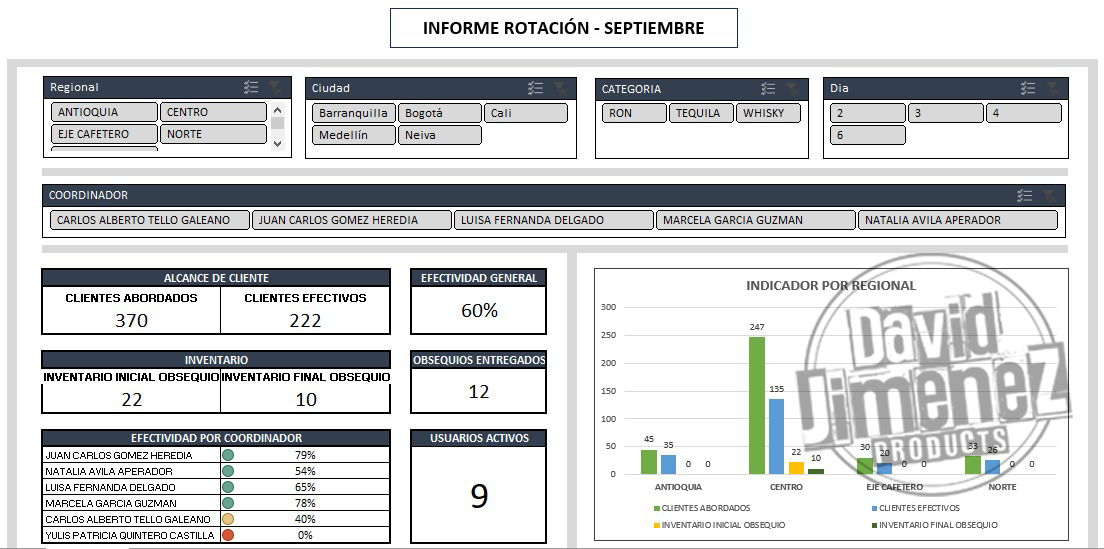 INFORME ROTACIÓN - SEPTIEMBRE
Regional
ANTIOQUIA CENTRO
EJE CAFETERO NORTE
Ciudad
Barranquilla Bogotá Cali
Medellín Neiva
CATEGORIA
RON TEQUILA WHISKY
Dia
2 3 4
6
COORDINADOR
CARLOS ALBERTO TELLO GALEANO JUAN CARLOS GOMEZ HEREDIA LUISA FERNANDA DELGADO MARCELA GARCIA GUZMAN NATALIA AVILA APERADOR
ALCANCE DE CLIENTE
CLIENTES ABORDADOS CLIENTES EFECTIVOS
370 222
EFECTIVIDAD GENERAL
60%
INVENTARIO
INVENTARIO INICIAL OBSEQUIO INVENTARIO FINAL OBSEQUIO
22 10
OBSEQUIOS ENTREGADOS
12
EFECTIVIDAD POR COORDINADOR
JUAN CARLOS GOMEZ HEREDIA 79%
NATALIA AVILA APERADOR 54%
LUISA FERNANDA DELGADO 65%
MARCELA GARCIA GUZMAN 78%
CARLOS ALBERTO TELLO GALEANO 40%
YULIS PATRICIA QUINTERO CASTILLA 0%
USUARIOS ACTIVOS
9
INDICADOR POR REGIONAL
300
250
200
150
100
50
0
45 35 0 0
247 135 22 10
30 20 0 0
33 26 0 0
ANTIOQUIA CENTRO EJE CAFETERO NORTE
CLIENTES ABORDADOS CLIENTES EFECTIVOS
INVENTARIO INICIAL OBSEQUIO INVENTARIO FINAL OBSEQUIO
David
Jimenez
PRODUCTS